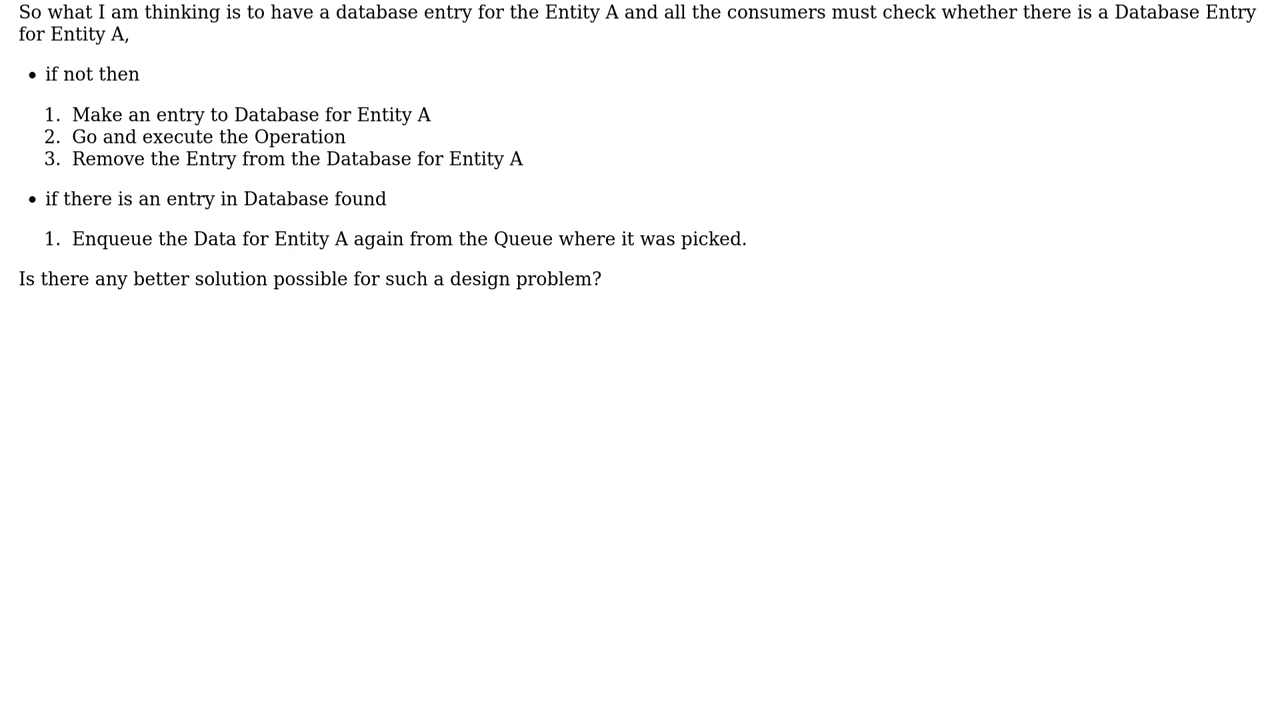 So what I am thinking is to have a database entry for the Entity A and all the consumers must check whether there is a Database Entry
for Entity A,
• if not then
1. Make an entry to Database for Entity A
2. Go and execute the Operation
3. Remove the Entry from the Database for Entity A
• if there is an entry in Database found
1. Enqueue the Data for Entity A again from the Queue where it was picked.
Is there any better solution possible for such a design problem?